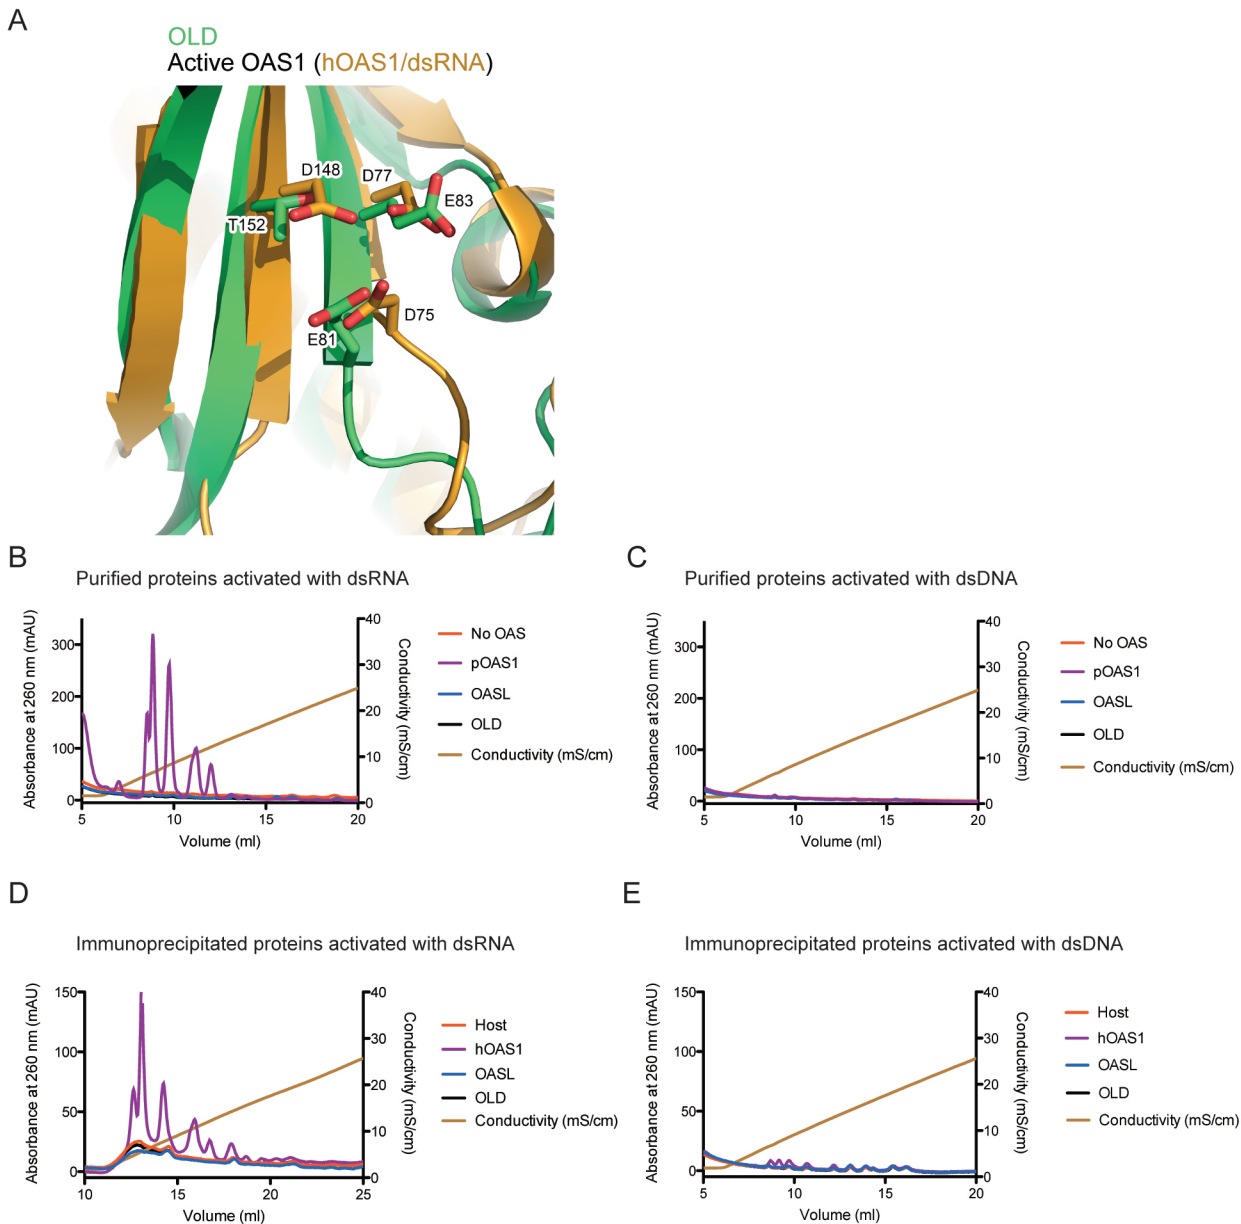 A
OLD
Active OAS1 (hOAS1/dsRNA)
D148
D77
E83
T152
D75
E81
B
Purified proteins activated with dsRNA
Absorbance at 260 nm (mAU)
300
200
100
0
40
30
20
10
0
Conductivity (mS/cm)
5
10
15
20
Volume (ml)
No OAS
pOAS1
OASL
OLD
Conductivity (mS/cm)
C
Purified proteins activated with dsDNA
Absorbance at 260 nm (mAU)
300
200
100
0
40
30
20
10
0
Conductivity (mS/cm)
5
10
15
20
Volume (ml)
No OAS
pOAS1
OASL
OLD
Conductivity (mS/cm)
D
Immunoprecipitated proteins activated with dsRNA
Absorbance at 260 nm (mAU)
150
100
50
0
40
30
20
10
0
Conductivity (mS/cm)
10
15
20
25
Volume (ml)
Host
hOAS1
OASL
OLD
Conductivity (mS/cm)
E
Immunoprecipitated proteins activated with dsDNA
Absorbance at 260 nm (mAU)
150
100
50
0
40
30
20
10
0
Conductivity (mS/cm)
5
10
15
20
Volume (ml)
Host
hOAS1
OASL
OLD
Conductivity (mS/cm)